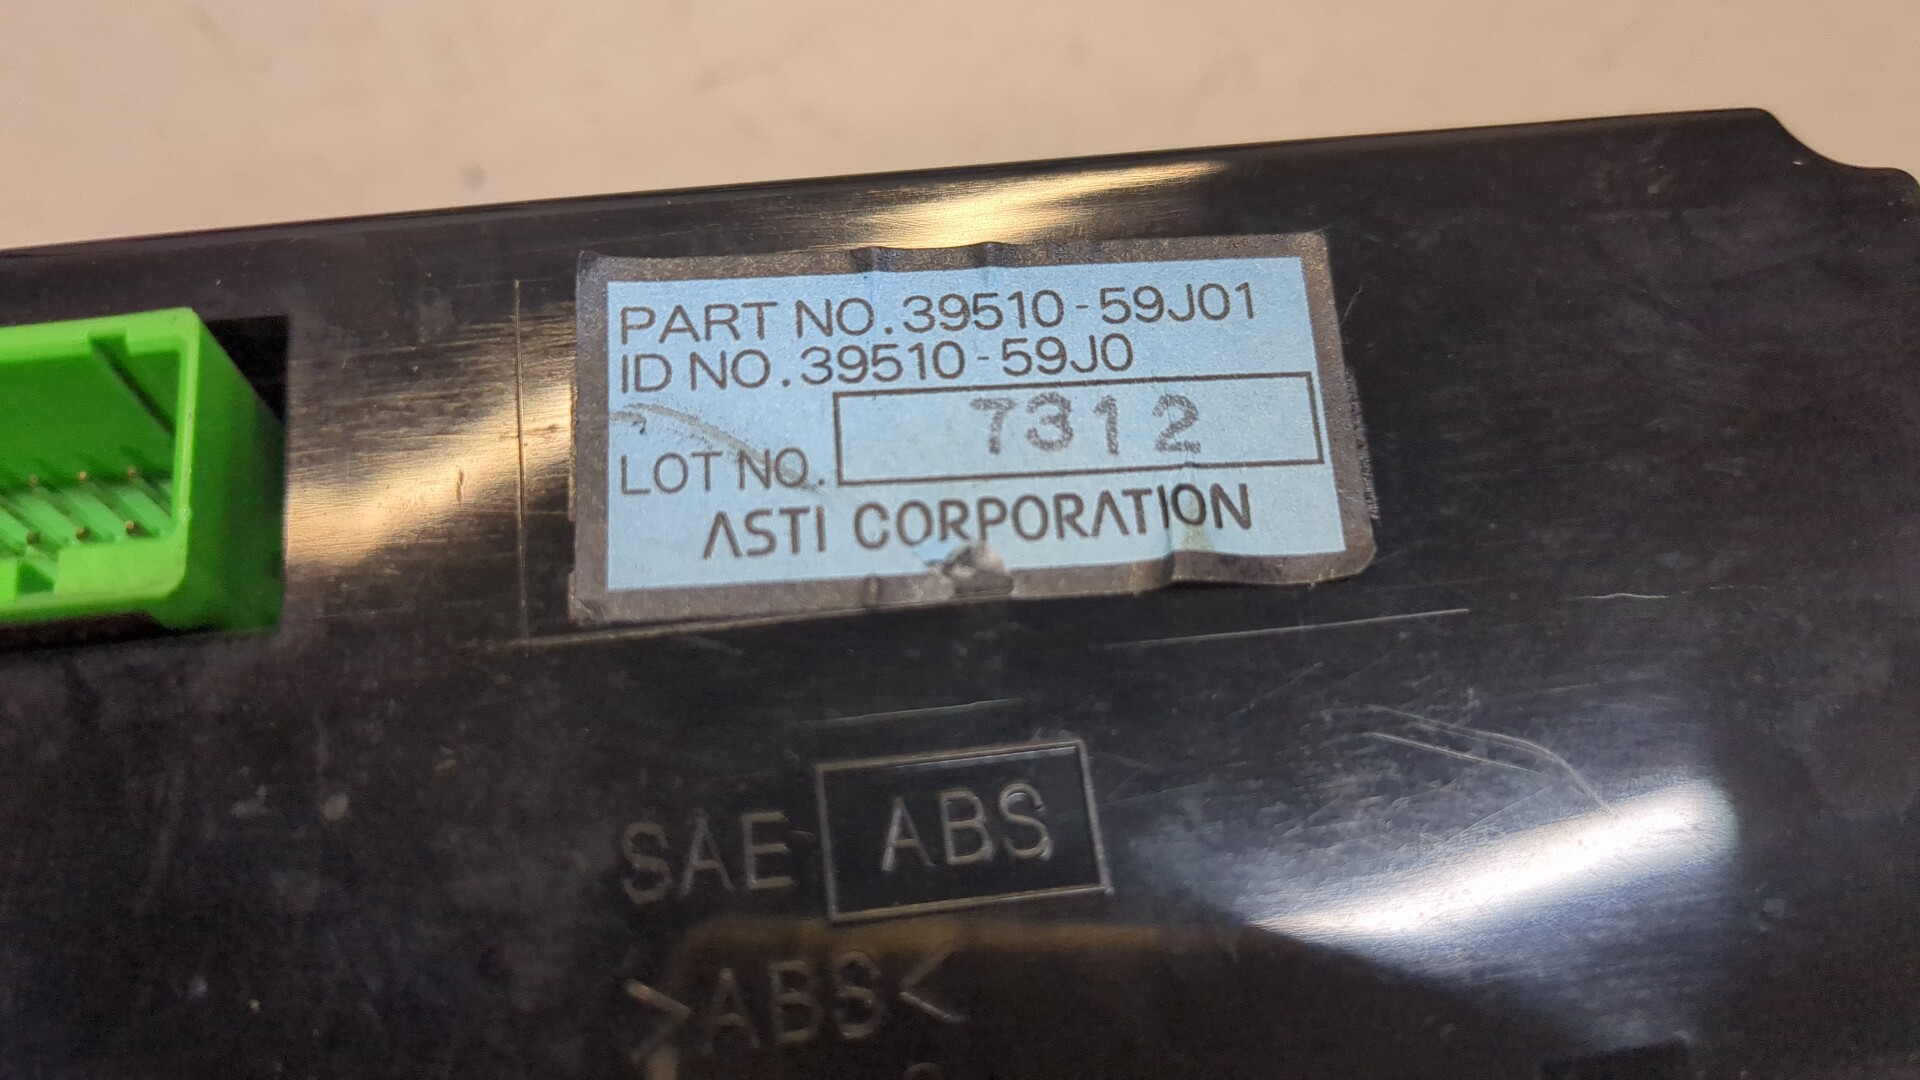 PART NO.39510-59J01
ID NO.39510-59J0
LOT NO. 7312
ASTI CORPORATION
SAE ABS
>ABS<